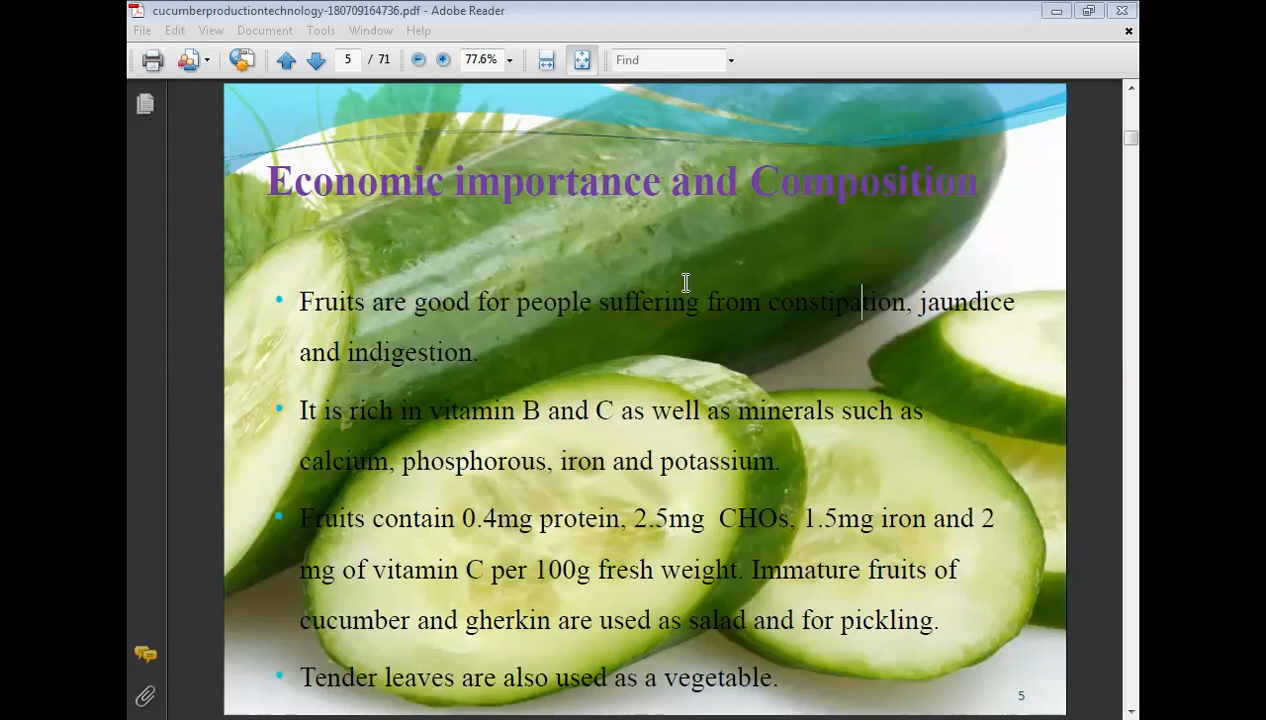 cucumberproductiontechnology-180709164736.pdf - Adobe Reader
File Edit View Document Tools Window Help
5 / 71 77.6% Find
Economic importance and Composition
• Fruits are good for people suffering from constipation, jaundice
and indigestion.
• It is rich in vitamin B and C as well as minerals such as
calcium, phosphorous, iron and potassium.
• Fruits contain 0.4mg protein, 2.5mg CHOs, 1.5mg iron and 2
mg of vitamin C per 100g fresh weight. Immature fruits of
cucumber and gherkin are used as salad and for pickling.
• Tender leaves are also used as a vegetable.
5